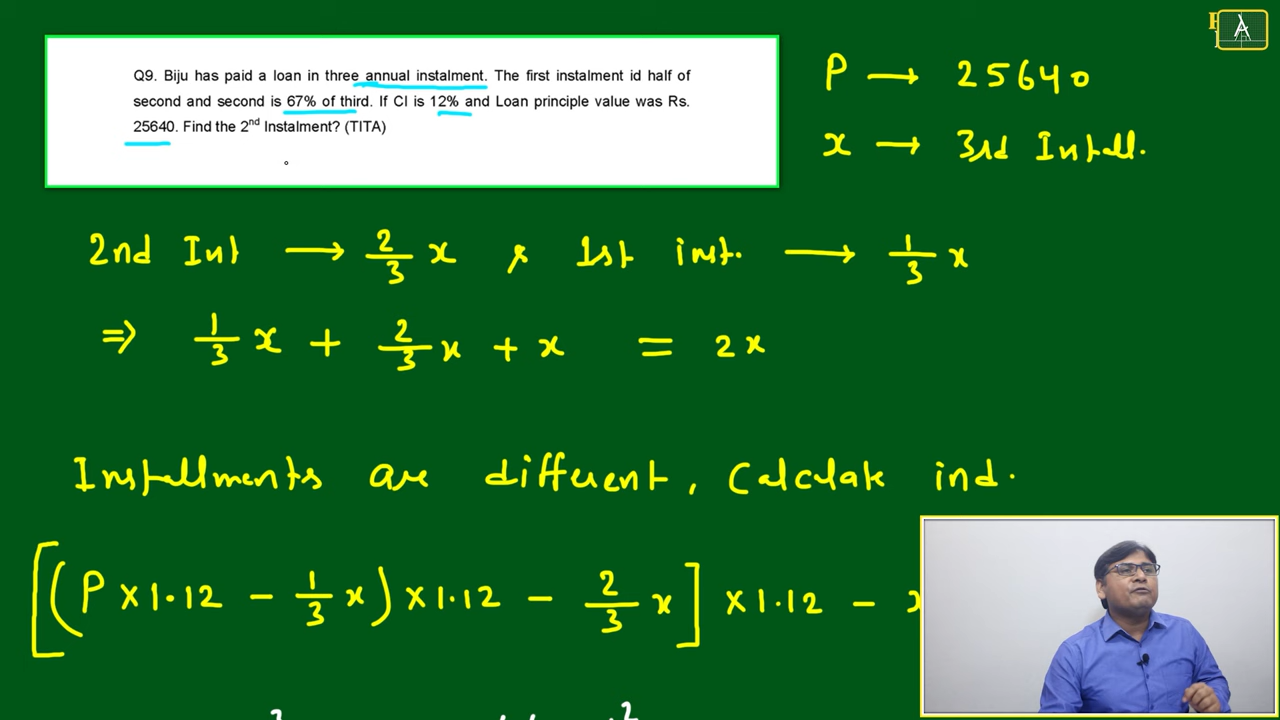 Q9. Biju has paid a loan in three annual instalment. The first instalment id half of
second and second is 67% of third. If CI is 12% and Loan principle value was Rs.
25640. Find the 2nd Instalment? (TITA)
P → 25640
x → 3rd Intall.
2nd Int → 2/3 x & 1st inst. → 1/3 x
⇒ 1/3 x + 2/3 x + x = 2x
Installments are different, Calculate ind.
[(P×1.12 − 1/3 x)×1.12 − 2/3 x]×1.12 −